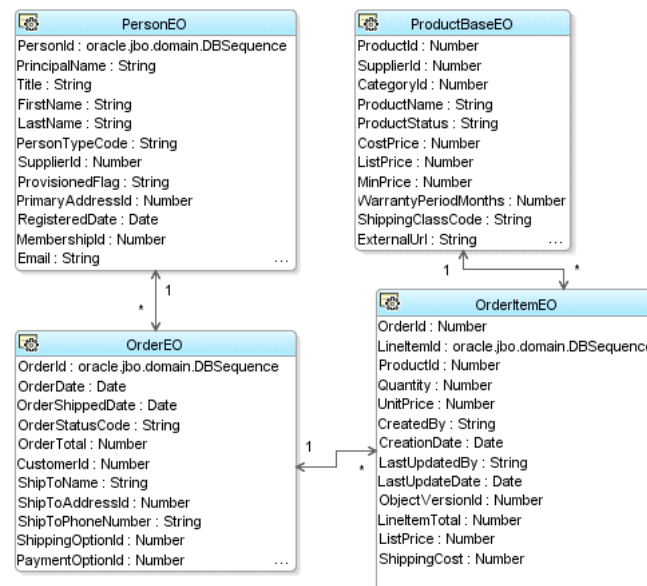 PersonEO
PersonId : oracle.jbo.domain.DBSequence
PrincipalName : String
Title : String
FirstName : String
LastName : String
PersonTypeCode : String
SupplierId : Number
ProvisionedFlag : String
PrimaryAddressId : Number
RegisteredDate : Date
MembershipId : Number
Email : String ...
ProductBaseEO
ProductId : Number
SupplierId : Number
CategoryId : Number
ProductName : String
ProductStatus : String
CostPrice : Number
ListPrice : Number
MinPrice : Number
WarrantyPeriodMonths : Number
ShippingClassCode : String
ExternalUrl : String ...
1
*
1
*
OrderEO
OrderId : oracle.jbo.domain.DBSequence
OrderDate : Date
OrderShippedDate : Date
OrderStatusCode : String
OrderTotal : Number
CustomerId : Number
ShipToName : String
ShipToAddressId : Number
ShipToPhoneNumber : String
ShippingOptionId : Number
PaymentOptionId : Number ...
1
*
OrderItemEO
OrderId : Number
LineItemId : oracle.jbo.domain.DBSequence
ProductId : Number
Quantity : Number
UnitPrice : Number
CreatedBy : String
CreationDate : Date
LastUpdatedBy : String
LastUpdateDate : Date
ObjectVersionId : Number
LineItemTotal : Number
ListPrice : Number
ShippingCost : Number